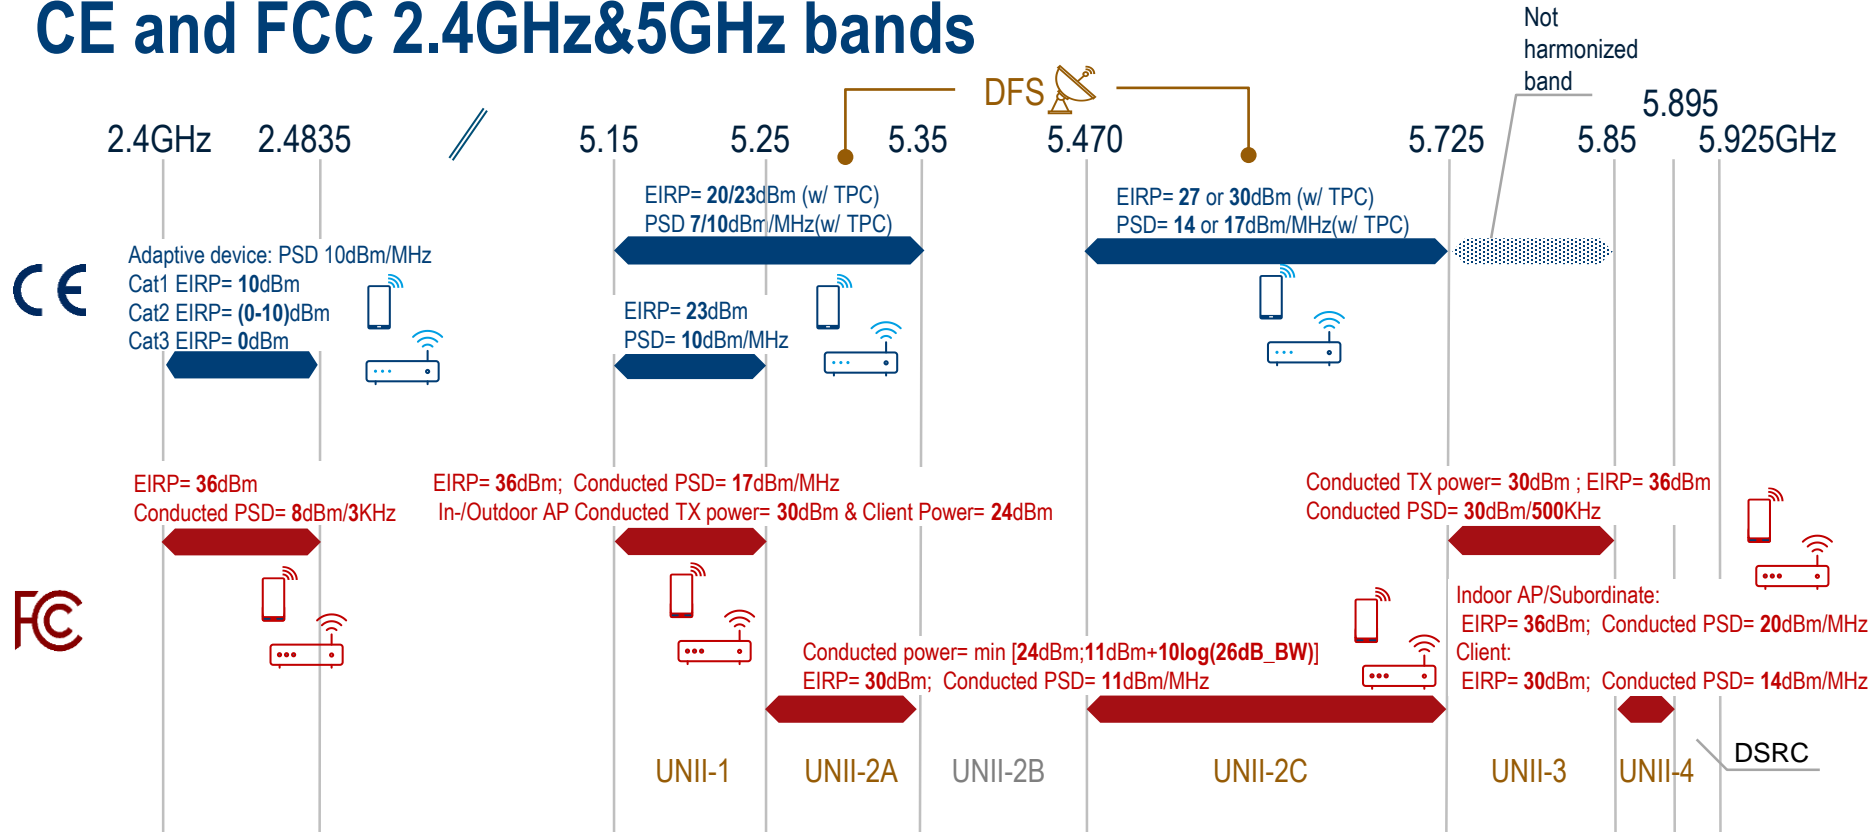 CE and FCC 2.4GHz&5GHz bands
Not
harmonized
band
DFS
2.4GHz 2.4835 5.15 5.25 5.35 5.470 5.725 5.85 5.895 5.925GHz
CE
Adaptive device: PSD 10dBm/MHz
Cat1 EIRP= 10dBm
Cat2 EIRP= (0-10)dBm
Cat3 EIRP= 0dBm
EIRP= 20/23dBm (w/ TPC)
PSD 7/10dBm/MHz(w/ TPC)
EIRP= 23dBm
PSD= 10dBm/MHz
EIRP= 27 or 30dBm (w/ TPC)
PSD= 14 or 17dBm/MHz(w/ TPC)
FCC
EIRP= 36dBm
Conducted PSD= 8dBm/3KHz
EIRP= 36dBm; Conducted PSD= 17dBm/MHz
In-/Outdoor AP Conducted TX power= 30dBm & Client Power= 24dBm
Conducted power= min [24dBm;11dBm+10log(26dB_BW)]
EIRP= 30dBm; Conducted PSD= 11dBm/MHz
Conducted TX power= 30dBm ; EIRP= 36dBm
Conducted PSD= 30dBm/500KHz
Indoor AP/Subordinate:
EIRP= 36dBm; Conducted PSD= 20dBm/MHz
Client:
EIRP= 30dBm; Conducted PSD= 14dBm/MHz
UNII-1 UNII-2A UNII-2B UNII-2C UNII-3 UNII-4
DSRC